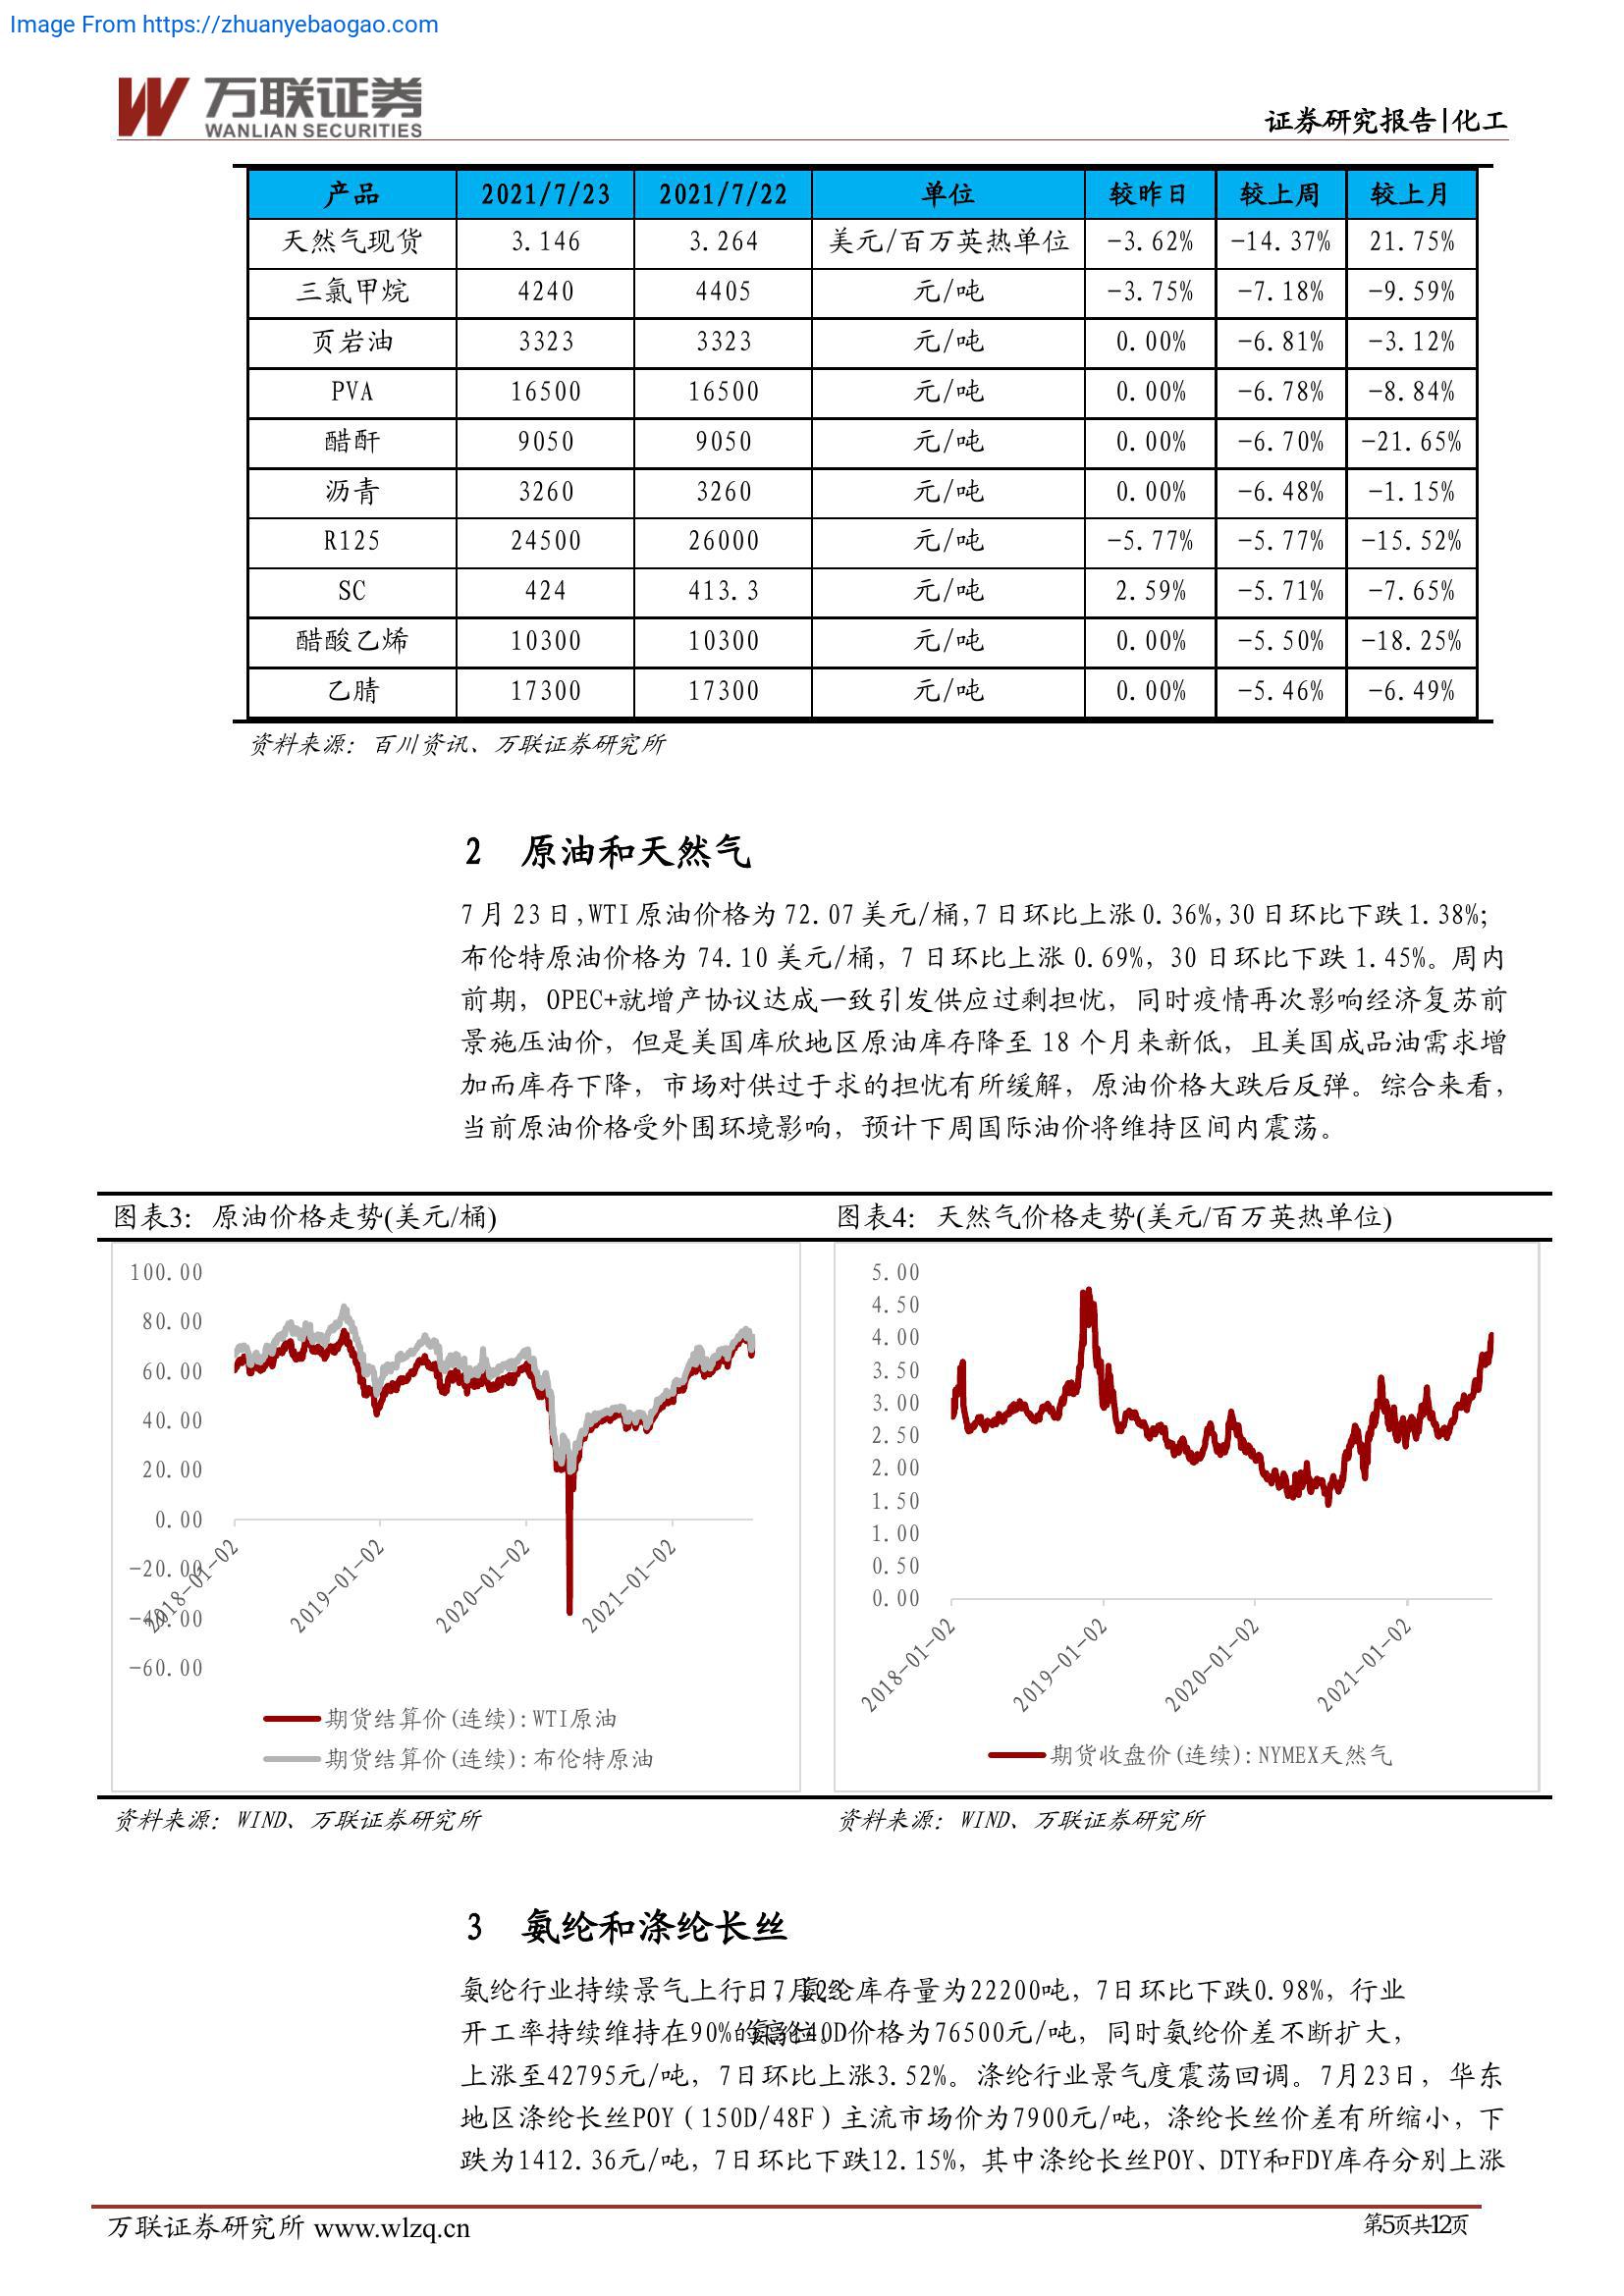 Image From https://zhuanyebaogao.com
万联证券
WANLIAN SECURITIES
证券研究报告|化工
产品 2021/7/23 2021/7/22 单位 较昨日 较上周 较上月
天然气现货 3.146 3.264 美元/百万英热单位 -3.62% -14.37% 21.75%
三氯甲烷 4240 4405 元/吨 -3.75% -7.18% -9.59%
页岩油 3323 3323 元/吨 0.00% -6.81% -3.12%
PVA 16500 16500 元/吨 0.00% -6.78% -8.84%
醋酐 9050 9050 元/吨 0.00% -6.70% -21.65%
沥青 3260 3260 元/吨 0.00% -6.48% -1.15%
R125 24500 26000 元/吨 -5.77% -5.77% -15.52%
SC 424 413.3 元/吨 2.59% -5.71% -7.65%
醋酸乙烯 10300 10300 元/吨 0.00% -5.50% -18.25%
乙腈 17300 17300 元/吨 0.00% -5.46% -6.49%
资料来源：百川资讯、万联证券研究所
2 原油和天然气
7月23日,WTI原油价格为72.07美元/桶,7日环比上涨0.36%,30日环比下跌1.38%;
布伦特原油价格为74.10美元/桶，7日环比上涨0.69%，30日环比下跌1.45%。周内
前期，OPEC+就增产协议达成一致引发供应过剩担忧，同时疫情再次影响经济复苏前
景施压油价，但是美国库欣地区原油库存降至18个月来新低，且美国成品油需求增
加而库存下降，市场对供过于求的担忧有所缓解，原油价格大跌后反弹。综合来看，
当前原油价格受外围环境影响，预计下周国际油价将维持区间内震荡。
图表3：原油价格走势(美元/桶)
100.00
80.00
60.00
40.00
20.00
0.00
-20.00
-40.00
-60.00
2018-01-02 2019-01-02 2020-01-02 2021-01-02
期货结算价(连续):WTI原油
期货结算价(连续):布伦特原油
资料来源：WIND、万联证券研究所
图表4：天然气价格走势(美元/百万英热单位)
5.00
4.50
4.00
3.50
3.00
2.50
2.00
1.50
1.00
0.50
0.00
2018-01-02 2019-01-02 2020-01-02 2021-01-02
期货收盘价(连续):NYMEX天然气
资料来源：WIND、万联证券研究所
3 氨纶和涤纶长丝
氨纶行业持续景气上行。7月23日，氨纶库存量为22200吨，7日环比下跌0.98%，行业
开工率持续维持在90%的高位。氨纶40D价格为76500元/吨，同时氨纶价差不断扩大，
上涨至42795元/吨，7日环比上涨3.52%。涤纶行业景气度震荡回调。7月23日，华东
地区涤纶长丝POY（150D/48F）主流市场价为7900元/吨，涤纶长丝价差有所缩小，下
跌为1412.36元/吨，7日环比下跌12.15%，其中涤纶长丝POY、DTY和FDY库存分别上涨
万联证券研究所 www.wlzq.cn
第5页共12页